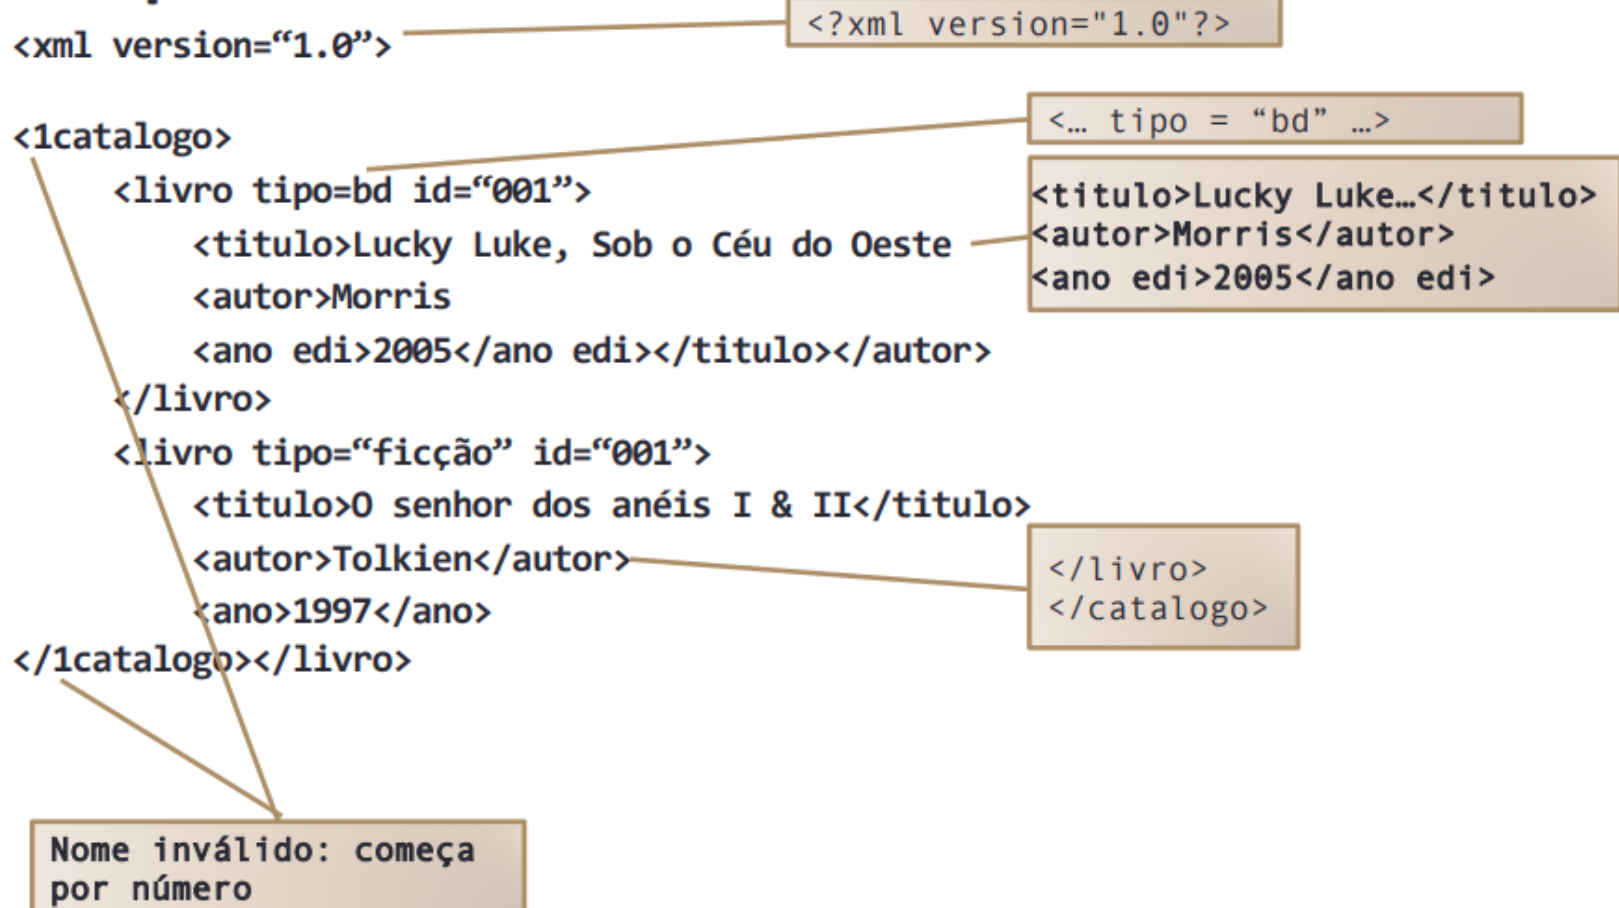 <xml version=“1.0”>
<?xml version="1.0"?>
<1catalogo>
<… tipo = “bd” …>
<livro tipo=bd id=“001”>
<titulo>Lucky Luke…</titulo>
<autor>Morris</autor>
<ano edi>2005</ano edi>
<titulo>Lucky Luke, Sob o Céu do Oeste
<autor>Morris
<ano edi>2005</ano edi></titulo></autor>
</livro>
<livro tipo=“ficção” id=“001”>
<titulo>O senhor dos anéis I & II</titulo>
<autor>Tolkien</autor>
<ano>1997</ano>
</1catalogo></livro>
</livro>
</catalogo>
Nome inválido: começa
por número